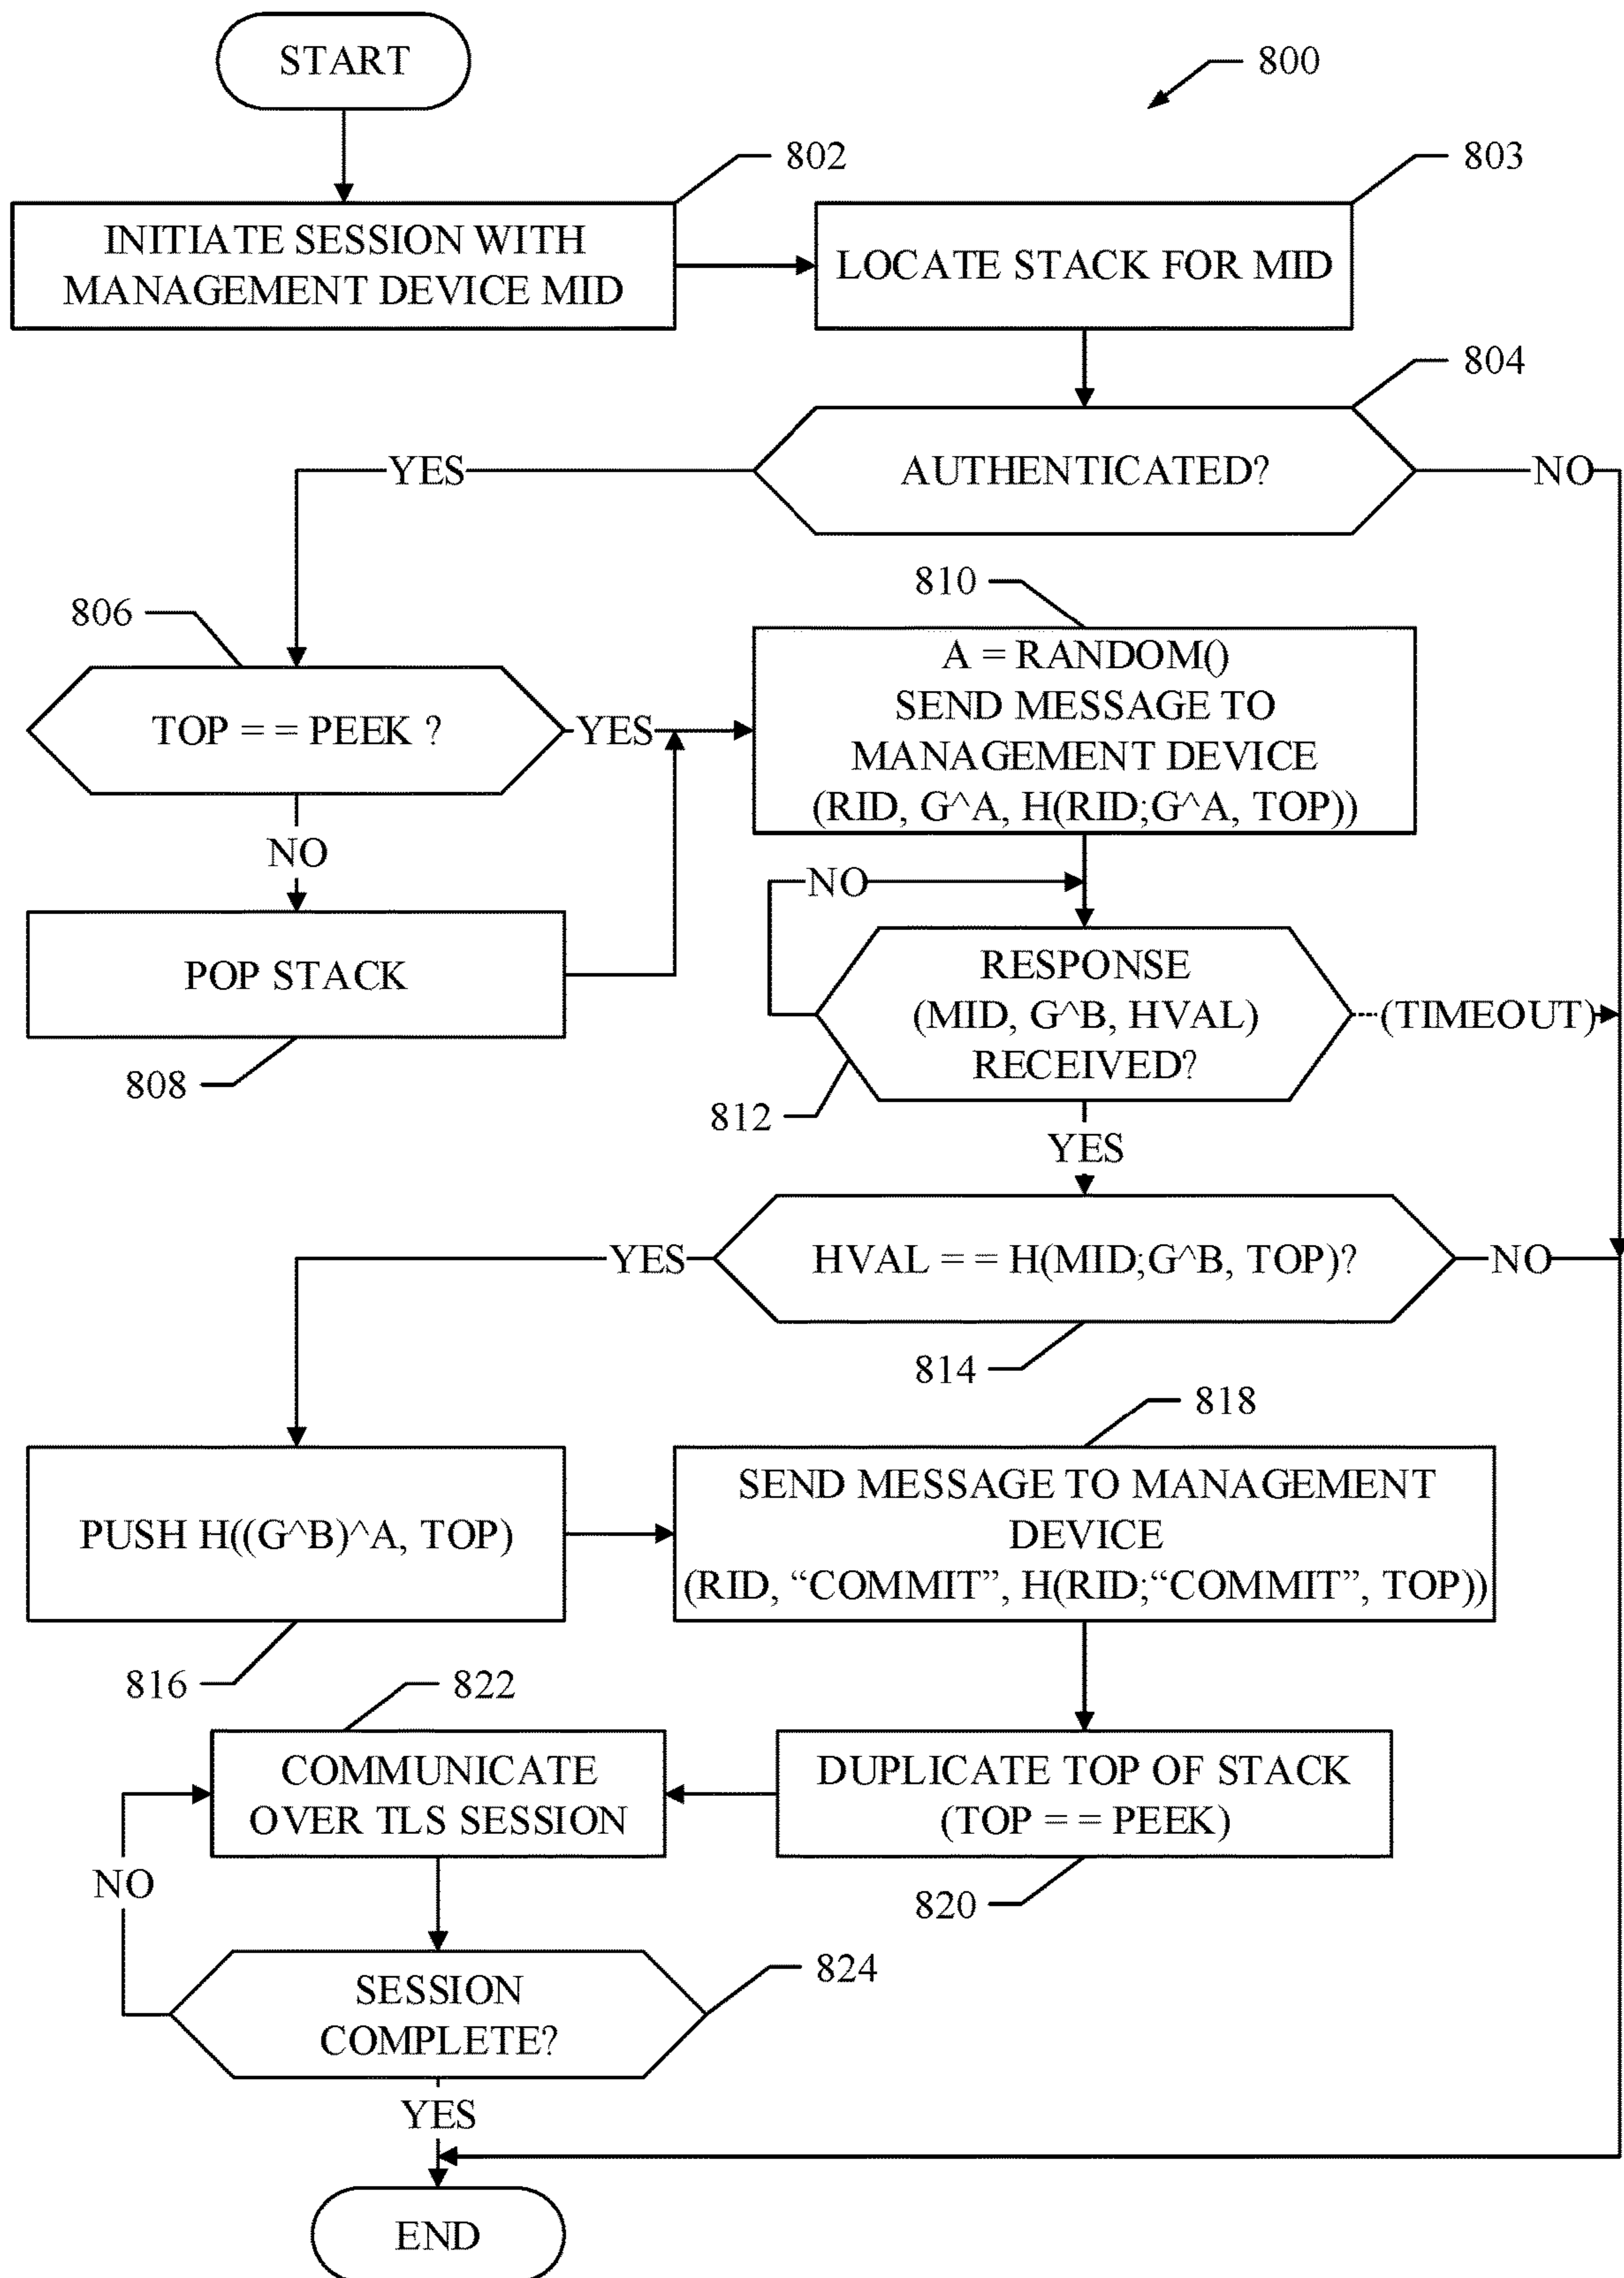 START
800
802
803
INITIATE SESSION WITH
MANAGEMENT DEVICE MID
LOCATE STACK FOR MID
804
YES
AUTHENTICATED?
NO
810
806
A = RANDOM()
SEND MESSAGE TO
MANAGEMENT DEVICE
(RID, G^A, H(RID;G^A, TOP))
TOP = = PEEK ?
YES
NO
NO
POP STACK
RESPONSE
(MID, G^B, HVAL)
RECEIVED?
(TIMEOUT)
808
812
YES
YES
HVAL = = H(MID;G^B, TOP)?
NO
814
818
PUSH H((G^B)^A, TOP)
SEND MESSAGE TO MANAGEMENT
DEVICE
(RID, “COMMIT”, H(RID;“COMMIT”, TOP))
816
822
COMMUNICATE
OVER TLS SESSION
DUPLICATE TOP OF STACK
(TOP = = PEEK)
NO
820
SESSION
COMPLETE?
824
YES
END